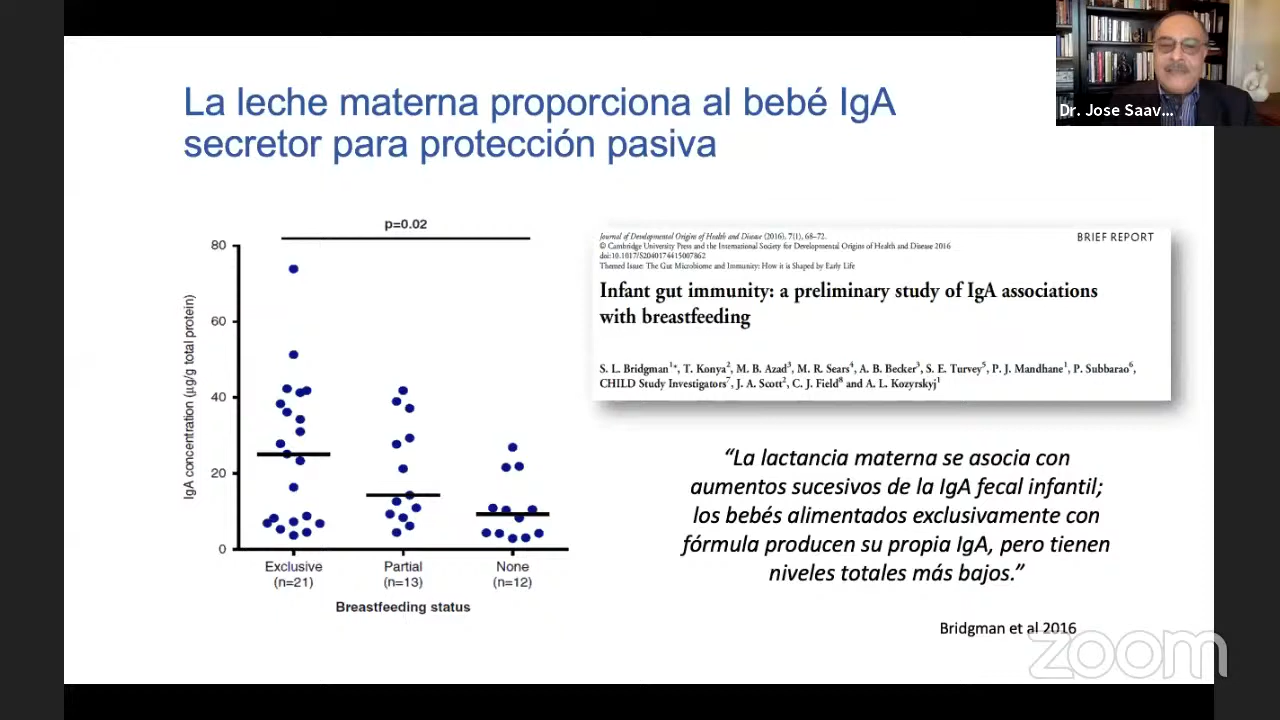 Dr. Jose Saav...
La leche materna proporciona al bebé IgA
secretor para protección pasiva
p=0.02
80
60
40
20
0
IgA concentration (µg/g total protein)
Exclusive
(n=21)
Partial
(n=13)
None
(n=12)
Breastfeeding status
Journal of Developmental Origins of Health and Disease (2016), 7(1), 68–72.
© Cambridge University Press and the International Society for Developmental Origins of Health and Disease 2016
doi:10.1017/S2040174415007862
Themed Issue: The Gut Microbiome and Immunity: How it is Shaped by Early Life
BRIEF REPORT
Infant gut immunity: a preliminary study of IgA associations
with breastfeeding
S. L. Bridgman1*, T. Konya2, M. B. Azad3, M. R. Sears4, A. B. Becker3, S. E. Turvey5, P. J. Mandhane1, P. Subbarao6,
CHILD Study Investigators7, J. A. Scott2, C. J. Field8 and A. L. Kozyrskyj1
“La lactancia materna se asocia con
aumentos sucesivos de la IgA fecal infantil;
los bebés alimentados exclusivamente con
fórmula producen su propia IgA, pero tienen
niveles totales más bajos.”
Bridgman et al 2016
zoom